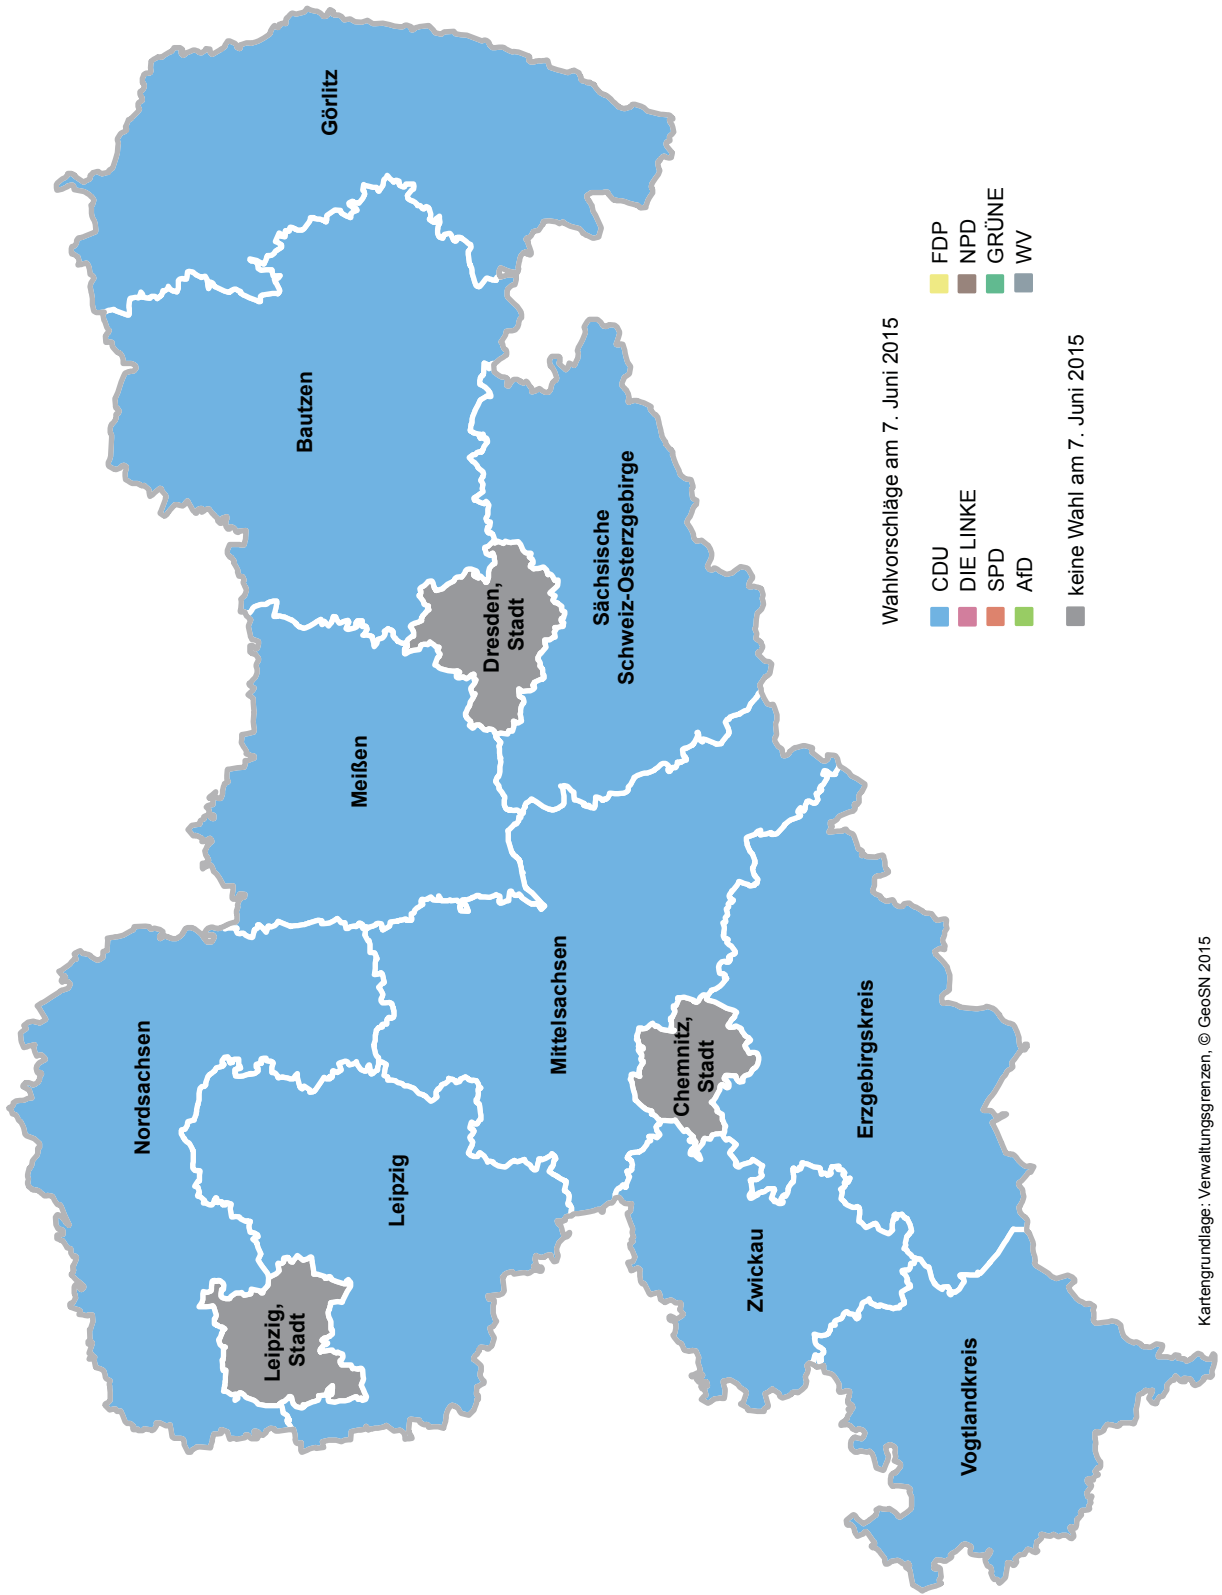 Nordsachsen
Leipzig,
Stadt
Leipzig
Meißen
Bautzen
Görlitz
Dresden,
Stadt
Sächsische
Schweiz-Osterzgebirge
Mittelsachsen
Chemnitz,
Stadt
Zwickau
Erzgebirgskreis
Vogtlandkreis
Wahlvorschläge am 7. Juni 2015
CDU
DIE LINKE
SPD
AfD
FDP
NPD
GRÜNE
WV
keine Wahl am 7. Juni 2015
Kartengrundlage: Verwaltungsgrenzen, © GeoSN 2015